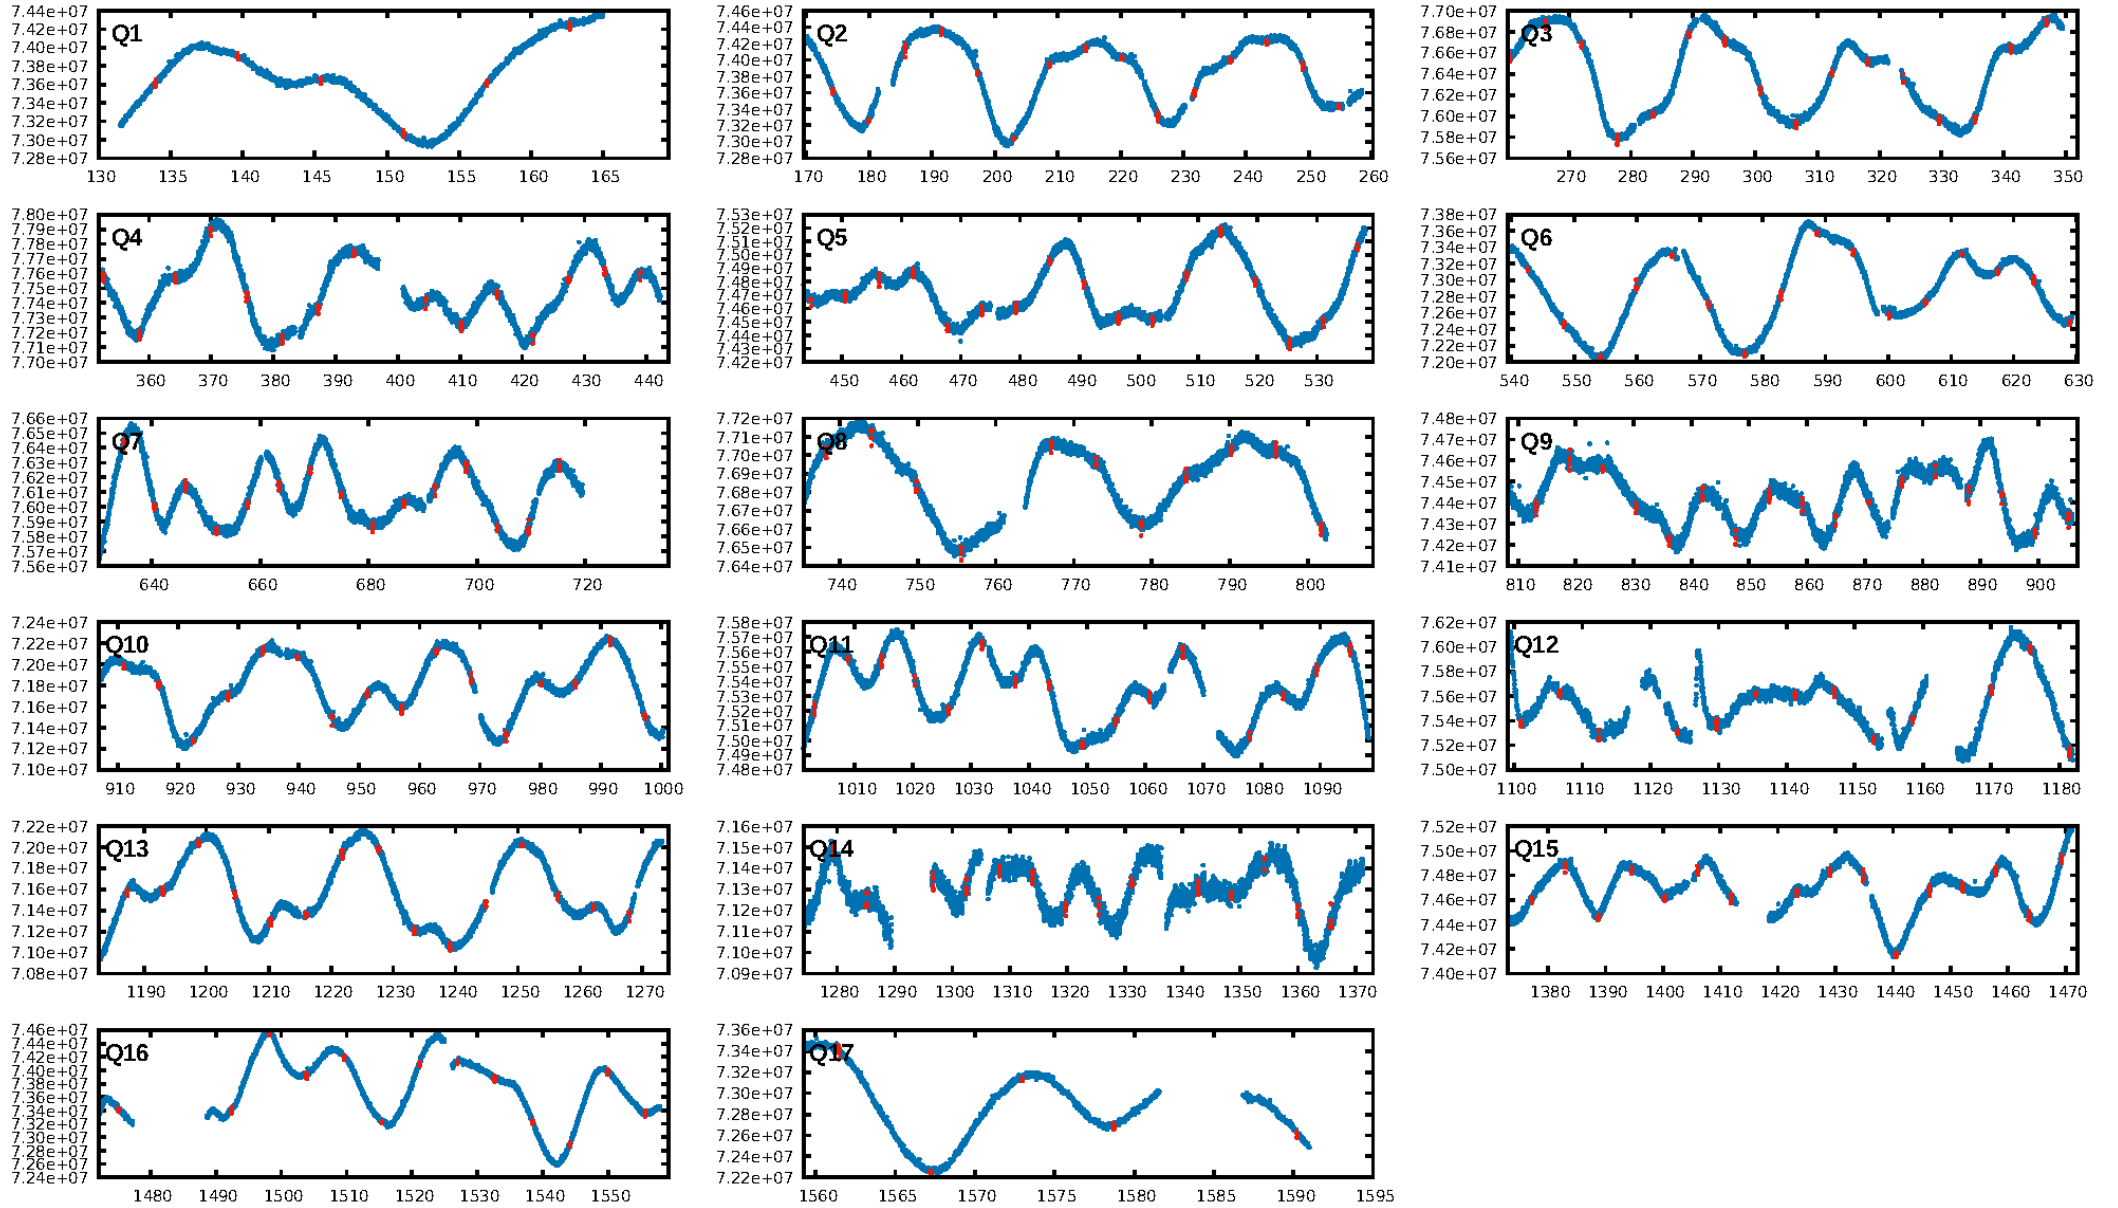 Q1
7.44e+07
7.42e+07
7.40e+07
7.38e+07
7.36e+07
7.34e+07
7.32e+07
7.30e+07
7.28e+07
130 135 140 145 150 155 160 165
Q2
7.46e+07
7.44e+07
7.42e+07
7.40e+07
7.38e+07
7.36e+07
7.34e+07
7.32e+07
7.30e+07
7.28e+07
170 180 190 200 210 220 230 240 250 260
Q3
7.70e+07
7.68e+07
7.66e+07
7.64e+07
7.62e+07
7.60e+07
7.58e+07
7.56e+07
270 280 290 300 310 320 330 340 350
Q4
7.80e+07
7.79e+07
7.78e+07
7.77e+07
7.76e+07
7.75e+07
7.74e+07
7.73e+07
7.72e+07
7.71e+07
7.70e+07
360 370 380 390 400 410 420 430 440
Q5
7.53e+07
7.52e+07
7.51e+07
7.50e+07
7.49e+07
7.48e+07
7.47e+07
7.46e+07
7.45e+07
7.44e+07
7.43e+07
7.42e+07
450 460 470 480 490 500 510 520 530
Q6
7.38e+07
7.36e+07
7.34e+07
7.32e+07
7.30e+07
7.28e+07
7.26e+07
7.24e+07
7.22e+07
7.20e+07
540 550 560 570 580 590 600 610 620 630
Q7
7.66e+07
7.65e+07
7.64e+07
7.63e+07
7.62e+07
7.61e+07
7.60e+07
7.59e+07
7.58e+07
7.57e+07
7.56e+07
640 660 680 700 720
Q8
7.72e+07
7.71e+07
7.70e+07
7.69e+07
7.68e+07
7.67e+07
7.66e+07
7.65e+07
7.64e+07
740 750 760 770 780 790 800
Q9
7.48e+07
7.47e+07
7.46e+07
7.45e+07
7.44e+07
7.43e+07
7.42e+07
7.41e+07
810 820 830 840 850 860 870 880 890 900
Q10
7.24e+07
7.22e+07
7.20e+07
7.18e+07
7.16e+07
7.14e+07
7.12e+07
7.10e+07
910 920 930 940 950 960 970 980 990 1000
Q11
7.58e+07
7.57e+07
7.56e+07
7.55e+07
7.54e+07
7.53e+07
7.52e+07
7.51e+07
7.50e+07
7.49e+07
7.48e+07
1010 1020 1030 1040 1050 1060 1070 1080 1090
Q12
7.62e+07
7.60e+07
7.58e+07
7.56e+07
7.54e+07
7.52e+07
7.50e+07
1100 1110 1120 1130 1140 1150 1160 1170 1180
Q13
7.22e+07
7.20e+07
7.18e+07
7.16e+07
7.14e+07
7.12e+07
7.10e+07
7.08e+07
1190 1200 1210 1220 1230 1240 1250 1260 1270
Q14
7.16e+07
7.15e+07
7.14e+07
7.13e+07
7.12e+07
7.11e+07
7.10e+07
7.09e+07
1280 1290 1300 1310 1320 1330 1340 1350 1360 1370
Q15
7.52e+07
7.50e+07
7.48e+07
7.46e+07
7.44e+07
7.42e+07
7.40e+07
1380 1390 1400 1410 1420 1430 1440 1450 1460 1470
Q16
7.46e+07
7.44e+07
7.42e+07
7.40e+07
7.38e+07
7.36e+07
7.34e+07
7.32e+07
7.30e+07
7.28e+07
7.26e+07
7.24e+07
1480 1490 1500 1510 1520 1530 1540 1550
Q17
7.36e+07
7.34e+07
7.32e+07
7.30e+07
7.28e+07
7.26e+07
7.24e+07
7.22e+07
1560 1565 1570 1575 1580 1585 1590 1595